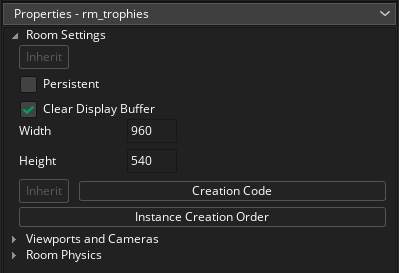 Properties - rm_trophies
Room Settings
Inherit
Persistent
Clear Display Buffer
Width 960
Height 540
Inherit Creation Code
Instance Creation Order
Viewports and Cameras
Room Physics